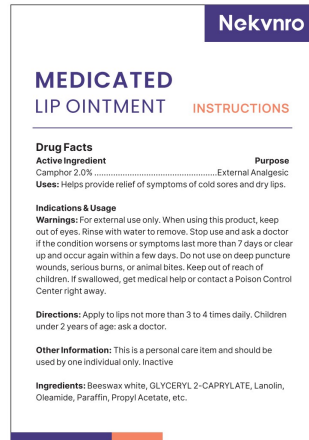 Nekvnro
MEDICATED
LIP OINTMENT INSTRUCTIONS
Drug Facts
Active Ingredient Purpose
Camphor 2.0% ................................................External Analgesic
Uses: Helps provide relief of symptoms of cold sores and dry lips.
Indications & Usage
Warnings: For external use only. When using this product, keep
out of eyes. Rinse with water to remove. Stop use and ask a doctor
if the condition worsens or symptoms last more than 7 days or clear
up and occur again within a few days. Do not use on deep puncture
wounds, serious burns, or animal bites. Keep out of reach of
children. If swallowed, get medical help or contact a Poison Control
Center right away.
Directions: Apply to lips not more than 3 to 4 times daily. Children
under 2 years of age: ask a doctor.
Other Information: This is a personal care item and should be
used by one individual only. Inactive
Ingredients: Beeswax white, GLYCERYL 2-CAPRYLATE, Lanolin,
Oleamide, Paraffin, Propyl Acetate, etc.